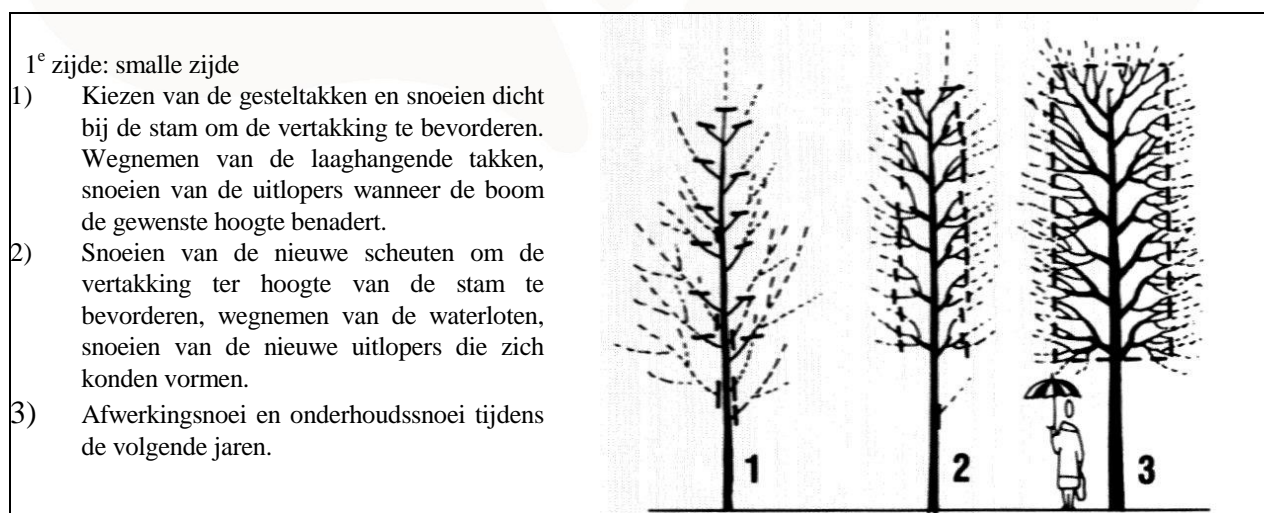 1e zijde: smalle zijde
1) Kiezen van de gesteltakken en snoeien dicht
bij de stam om de vertakking te bevorderen.
Wegnemen van de laaghangende takken,
snoeien van de uitlopers wanneer de boom
de gewenste hoogte benadert.
2) Snoeien van de nieuwe scheuten om de
vertakking ter hoogte van de stam te
bevorderen, wegnemen van de waterloten,
snoeien van de nieuwe uitlopers die zich
konden vormen.
3) Afwerkingsnoei en onderhoudssnoei tijdens
de volgende jaren.
1 2 3